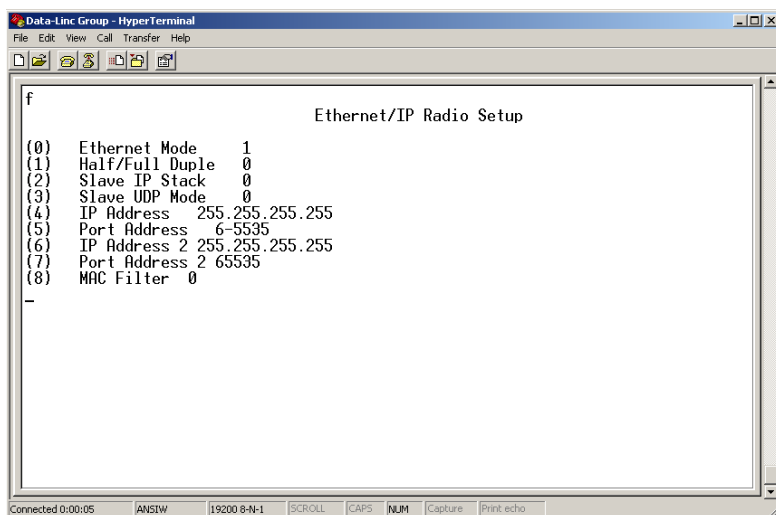 Data-Linc Group - HyperTerminal
File Edit View Call Transfer Help
f
Ethernet/IP Radio Setup
(0) Ethernet Mode 1
(1) Half/Full Duple 0
(2) Slave IP Stack 0
(3) Slave UDP Mode 0
(4) IP Address 255.255.255.255
(5) Port Address 6-5535
(6) IP Address 2 255.255.255.255
(7) Port Address 2 65535
(8) MAC Filter 0
_
Connected 0:00:05 ANSIW 19200 8-N-1 SCROLL CAPS NUM Capture Print echo